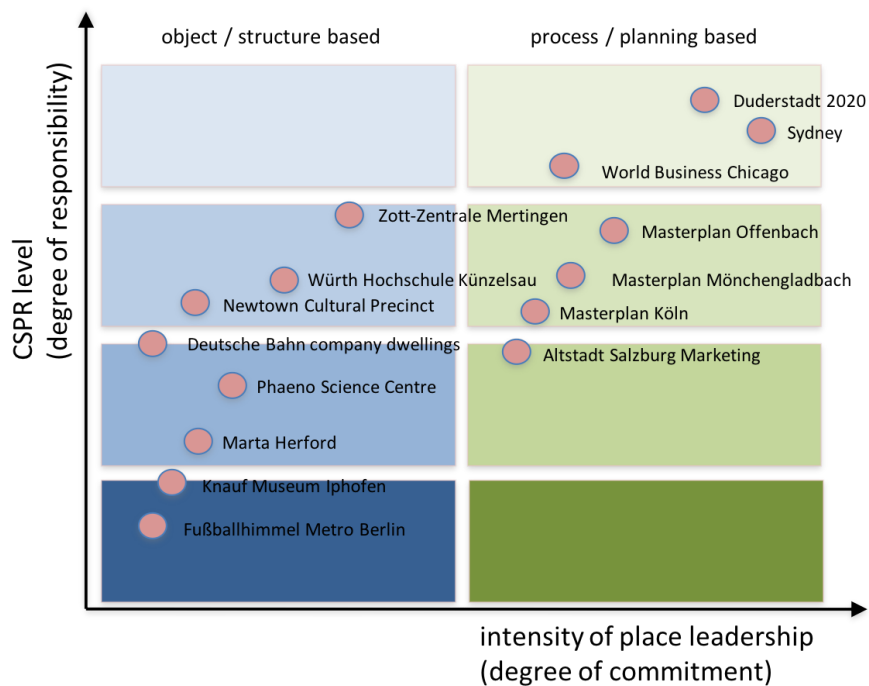 object / structure based
process / planning based
Duderstadt 2020
Sydney
World Business Chicago
Zott-Zentrale Mertingen
Masterplan Offenbach
Würth Hochschule Künzelsau
Masterplan Mönchengladbach
Newtown Cultural Precinct
Masterplan Köln
Deutsche Bahn company dwellings
Altstadt Salzburg Marketing
Phaeno Science Centre
Marta Herford
Knauf Museum Iphofen
Fußballhimmel Metro Berlin
CSPR level
(degree of responsibility)
intensity of place leadership
(degree of commitment)